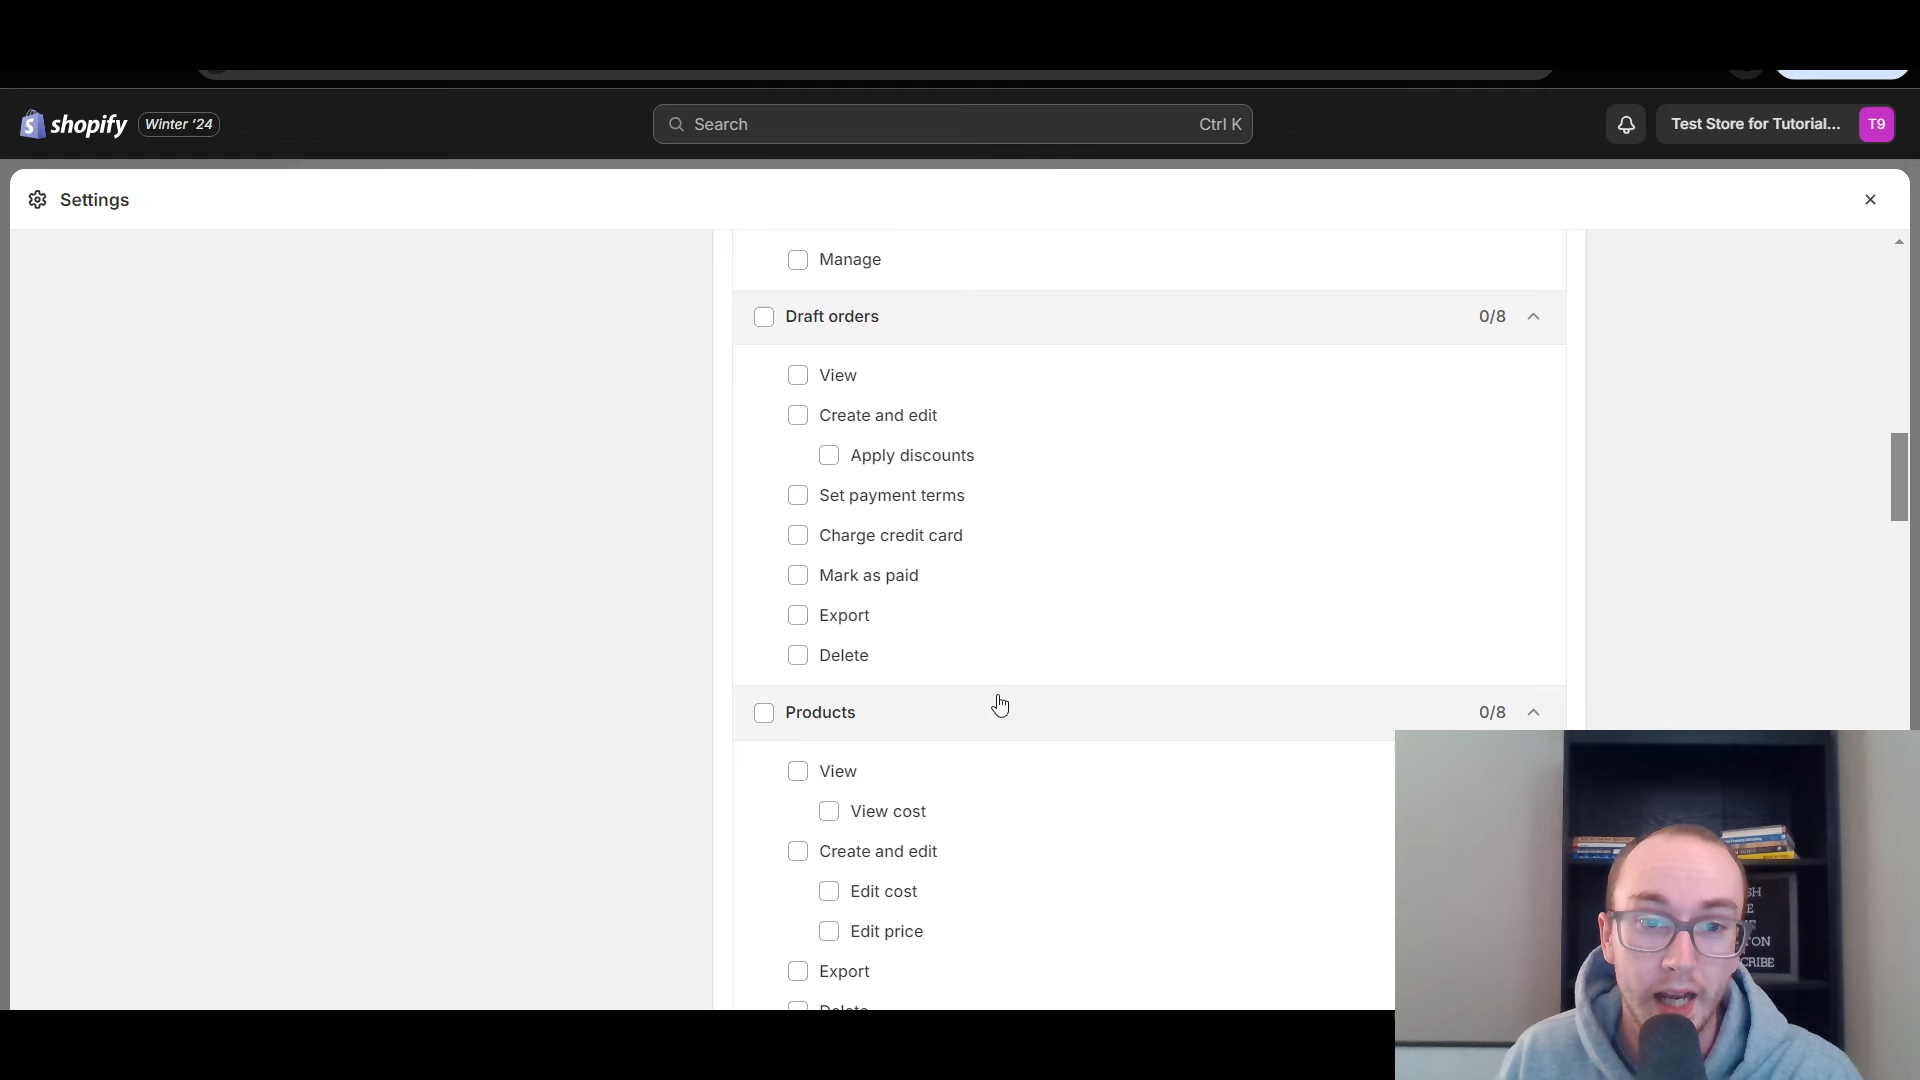 shopify Winter '24
Search Ctrl K
Test Store for Tutorial... T9
Settings
Manage
Draft orders 0/8
View
Create and edit
Apply discounts
Set payment terms
Charge credit card
Mark as paid
Export
Delete
Products 0/8
View
View cost
Create and edit
Edit cost
Edit price
Export
Delete